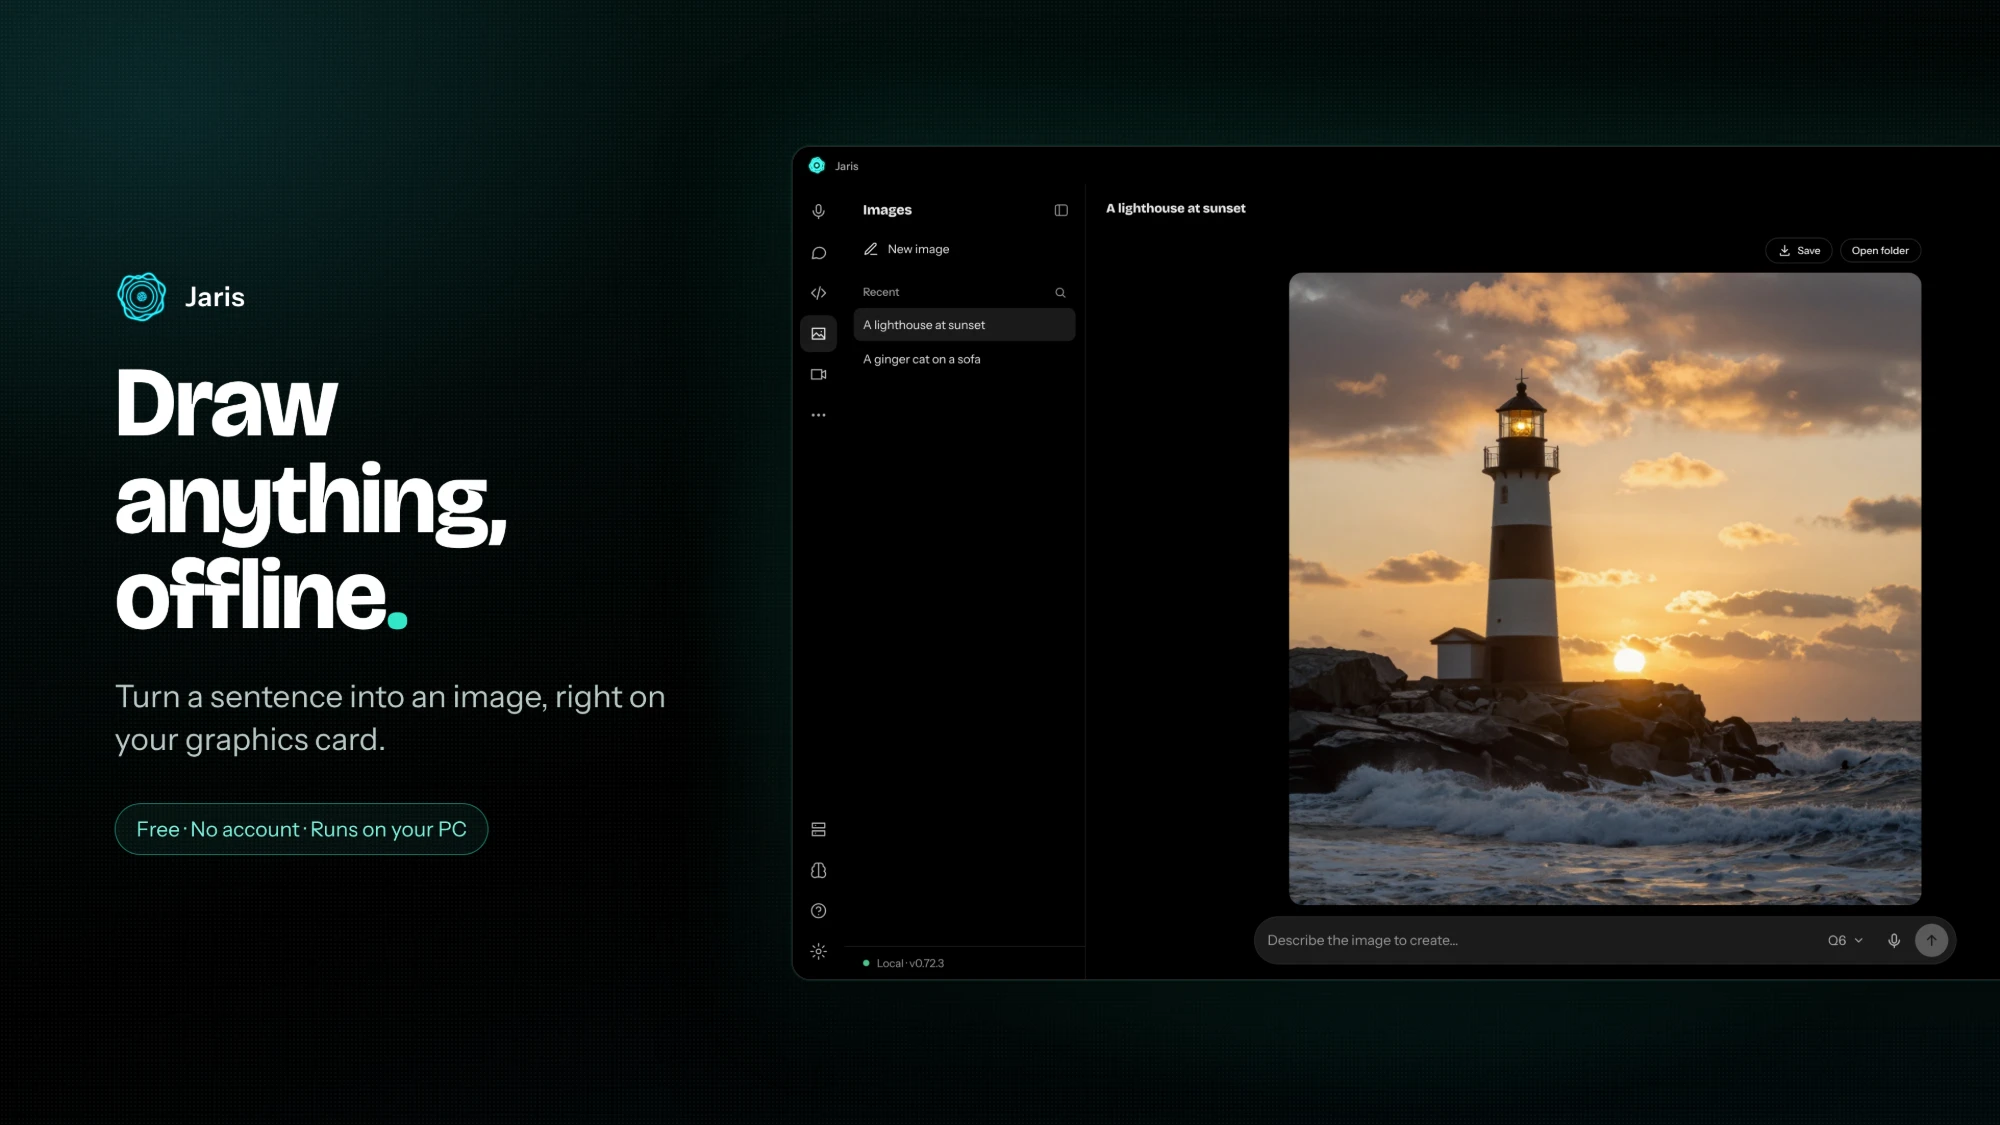 Jaris
Draw
anything,
offline.
Turn a sentence into an image, right on
your graphics card.
Free · No account · Runs on your PC
Jaris
Images
New image
Recent
A lighthouse at sunset
A ginger cat on a sofa
Local · v0.72.3
A lighthouse at sunset
Save
Open folder
Describe the image to create...
Q6